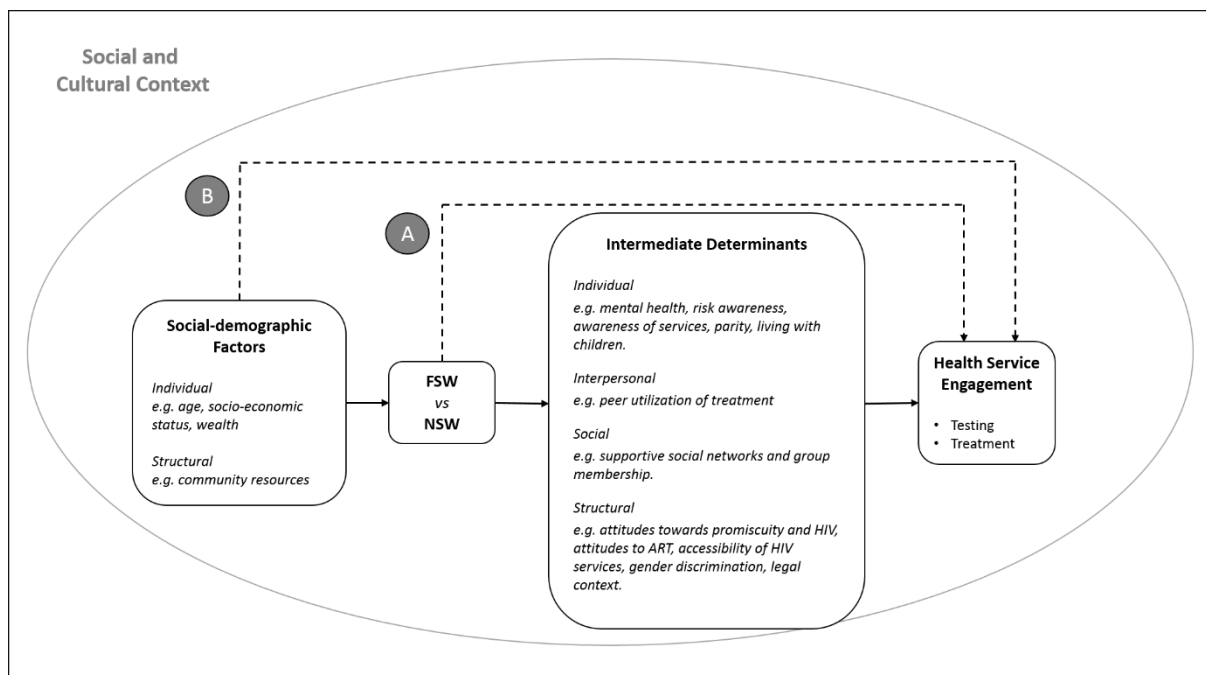 Social and
Cultural Context
B
A
Social-demographic
Factors
Individual
e.g. age, socio-economic
status, wealth
Structural
e.g. community resources
FSW
vs
NSW
Intermediate Determinants
Individual
e.g. mental health, risk awareness,
awareness of services, parity, living with
children.
Interpersonal
e.g. peer utilization of treatment
Social
e.g. supportive social networks and group
membership.
Structural
e.g. attitudes towards promiscuity and HIV,
attitudes to ART, accessibility of HIV
services, gender discrimination, legal
context.
Health Service
Engagement
• Testing
• Treatment